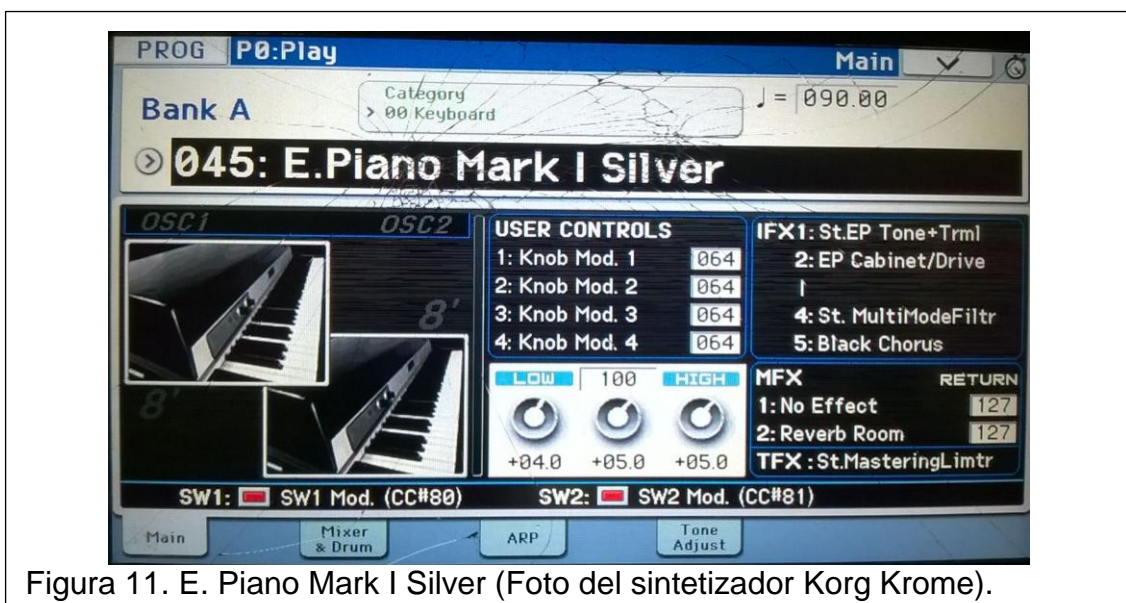 PROG P0:Play Main
Bank A
Category
00 Keyboard
♩ = 090.00
045: E.Piano Mark I Silver
OSC1 OSC2
8'
8'
USER CONTROLS
1: Knob Mod. 1 064
2: Knob Mod. 2 064
3: Knob Mod. 3 064
4: Knob Mod. 4 064
LOW 100 HIGH
+04.0 +05.0 +05.0
IFX1: St.EP Tone+Trml
2: EP Cabinet/Drive
4: St. MultiModeFiltr
5: Black Chorus
MFX RETURN
1: No Effect 127
2: Reverb Room 127
TFX :St.MasteringLimtr
SW1: SW1 Mod. (CC#80) SW2: SW2 Mod. (CC#81)
Main
Mixer
& Drum
ARP
Tone
Adjust
Figura 11. E. Piano Mark I Silver (Foto del sintetizador Korg Krome).